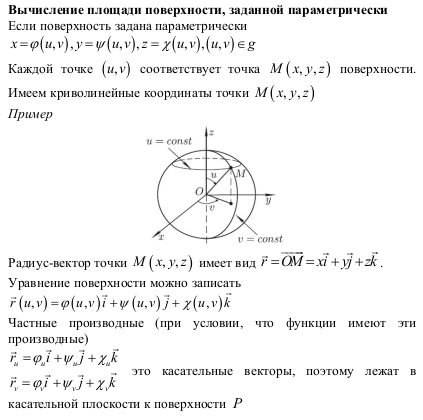 Вычисление площади поверхности, заданной параметрически
Если поверхность задана параметрически
x = φ(u,v), y = ψ(u,v), z = χ(u,v), (u,v) ∈ g
Каждой точке (u,v) соответствует точка M(x,y,z) поверхности.
Имеем криволинейные координаты точки M(x,y,z)
Пример
z
u = const
u
M
O
y
v
x
v = const
Радиус-вектор точки M(x,y,z) имеет вид r⃗ = O⃗M⃗ = xi⃗ + yj⃗ + zk⃗.
Уравнение поверхности можно записать
r⃗(u,v) = φ(u,v)i⃗ + ψ(u,v)j⃗ + χ(u,v)k⃗
Частные производные (при условии, что функции имеют эти
производные)
r⃗ᵤ = φᵤi⃗ + ψᵤj⃗ + χᵤk⃗
r⃗ᵥ = φᵥi⃗ + ψᵥj⃗ + χᵥk⃗ это касательные векторы, поэтому лежат в
касательной плоскости к поверхности P